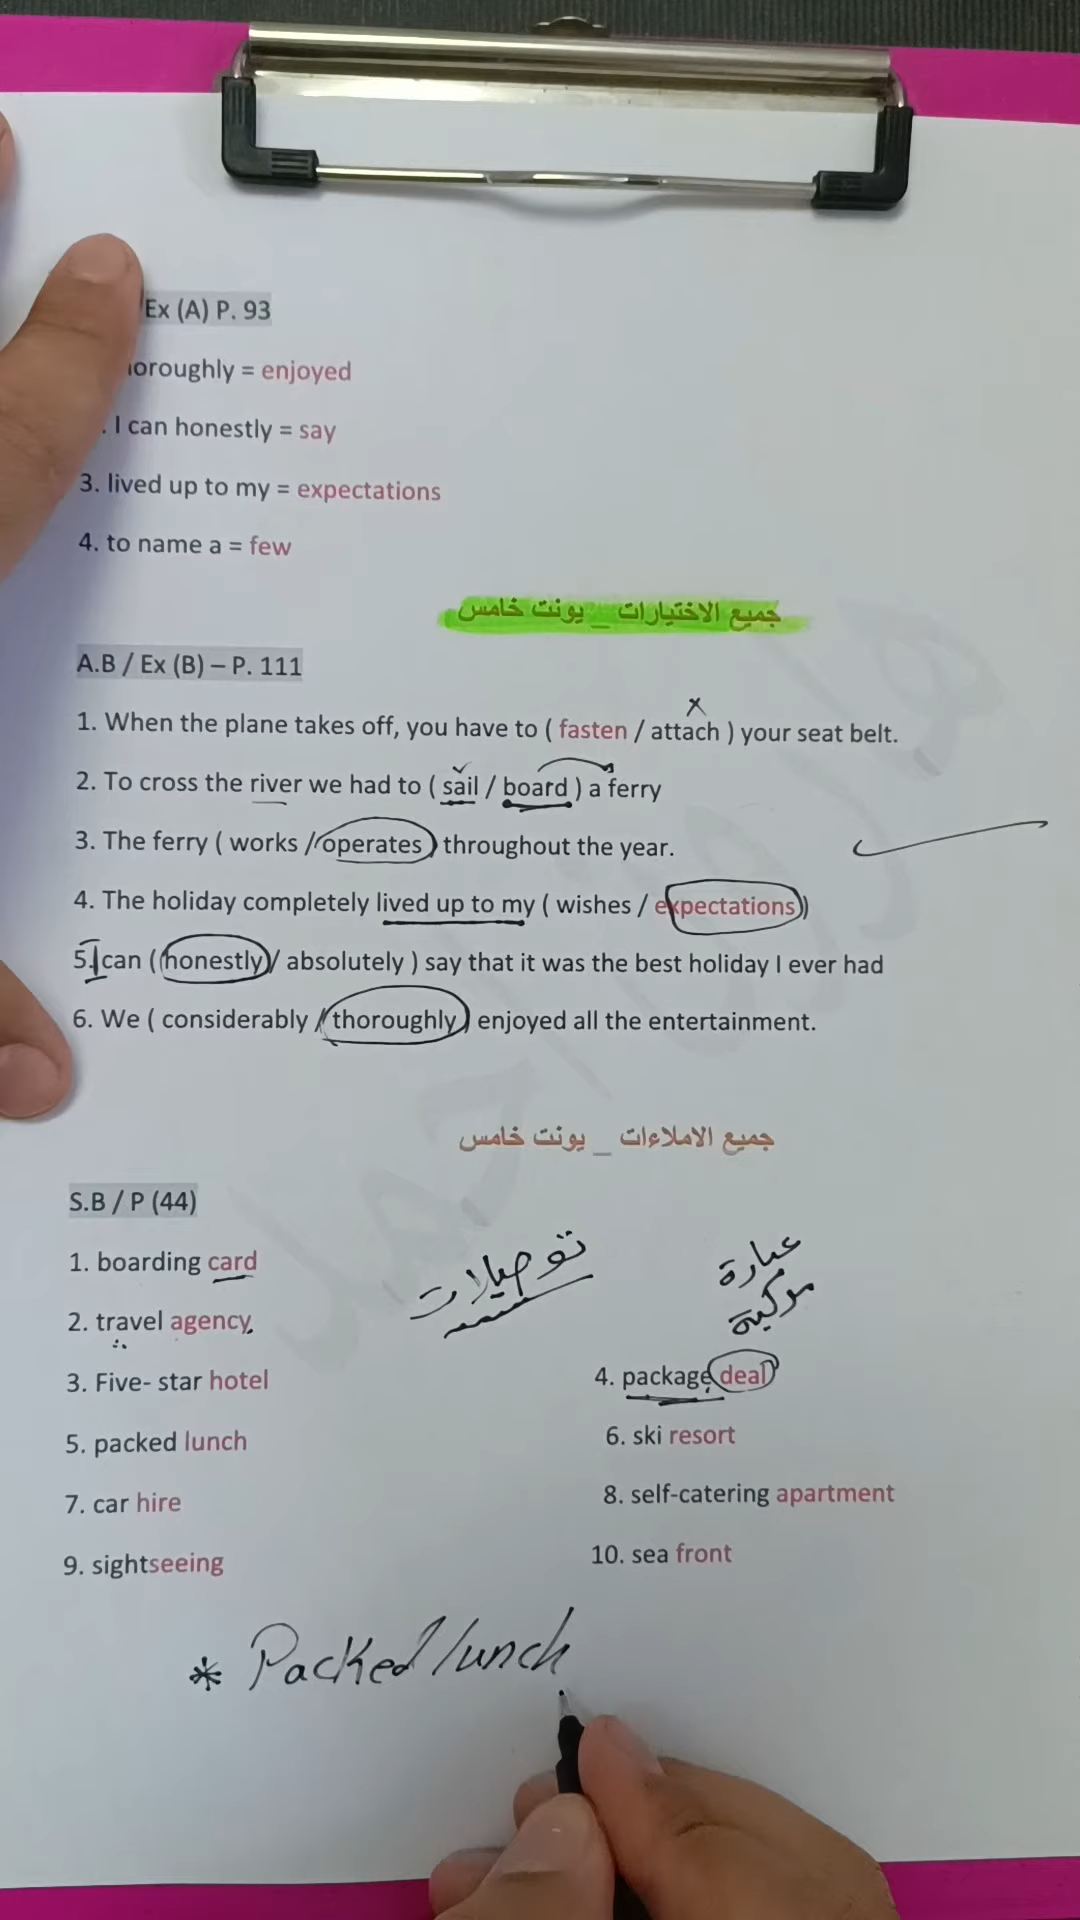 Ex (A) P. 93
oroughly = enjoyed
. I can honestly = say
3. lived up to my = expectations
4. to name a = few
جميع الاختيارات _ يونت خامس
A.B / Ex (B) – P. 111
1. When the plane takes off, you have to ( fasten / attach ) your seat belt.
2. To cross the river we had to ( sail / board ) a ferry
3. The ferry ( works / operates ) throughout the year.
4. The holiday completely lived up to my ( wishes / expectations )
5. I can ( honestly / absolutely ) say that it was the best holiday I ever had
6. We ( considerably / thoroughly ) enjoyed all the entertainment.
جميع الاملاءات _ يونت خامس
S.B / P (44)
1. boarding card
توصيلات
عبارة
مركبة
2. travel agency.
3. Five- star hotel
4. package deal
5. packed lunch
6. ski resort
7. car hire
8. self-catering apartment
9. sightseeing
10. sea front
* Packed lunch